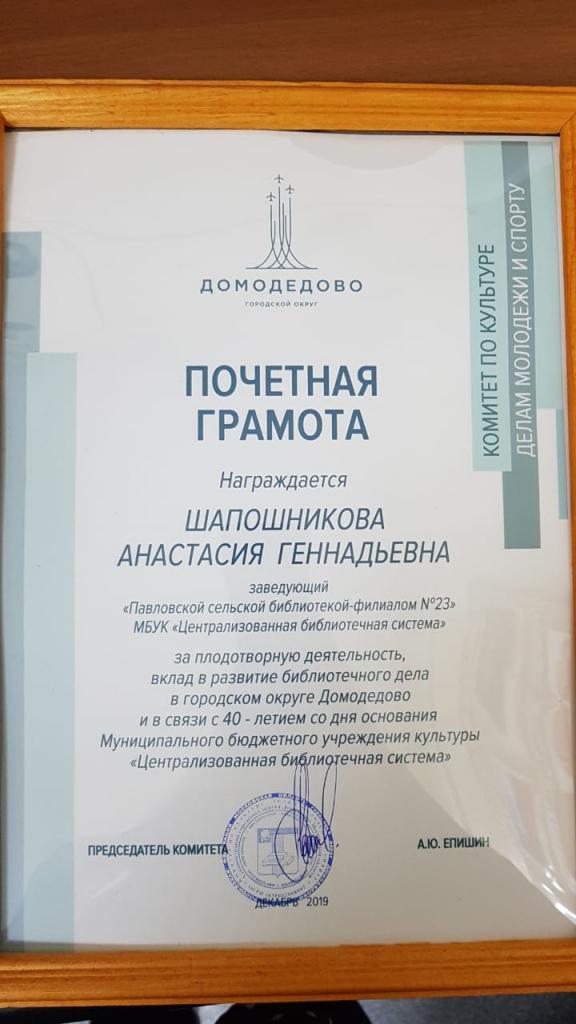 ДОМОДЕДОВО
ГОРОДСКОЙ ОКРУГ
КОМИТЕТ ПО КУЛЬТУРЕ
ДЕЛАМ МОЛОДЕЖИ И СПОРТУ
ПОЧЕТНАЯ
ГРАМОТА
Награждается
ШАПОШНИКОВА
АНАСТАСИЯ ГЕННАДЬЕВНА
заведующий
«Павловской сельской библиотекой-филиалом №23»
МБУК «Централизованная библиотечная система»
за плодотворную деятельность,
вклад в развитие библиотечного дела
в городском округе Домодедово
и в связи с 40 - летием со дня основания
Муниципального бюджетного учреждения культуры
«Централизованная библиотечная система»
ПРЕДСЕДАТЕЛЬ КОМИТЕТА А.Ю. ЕПИШИН
ДЕКАБРЬ 2019